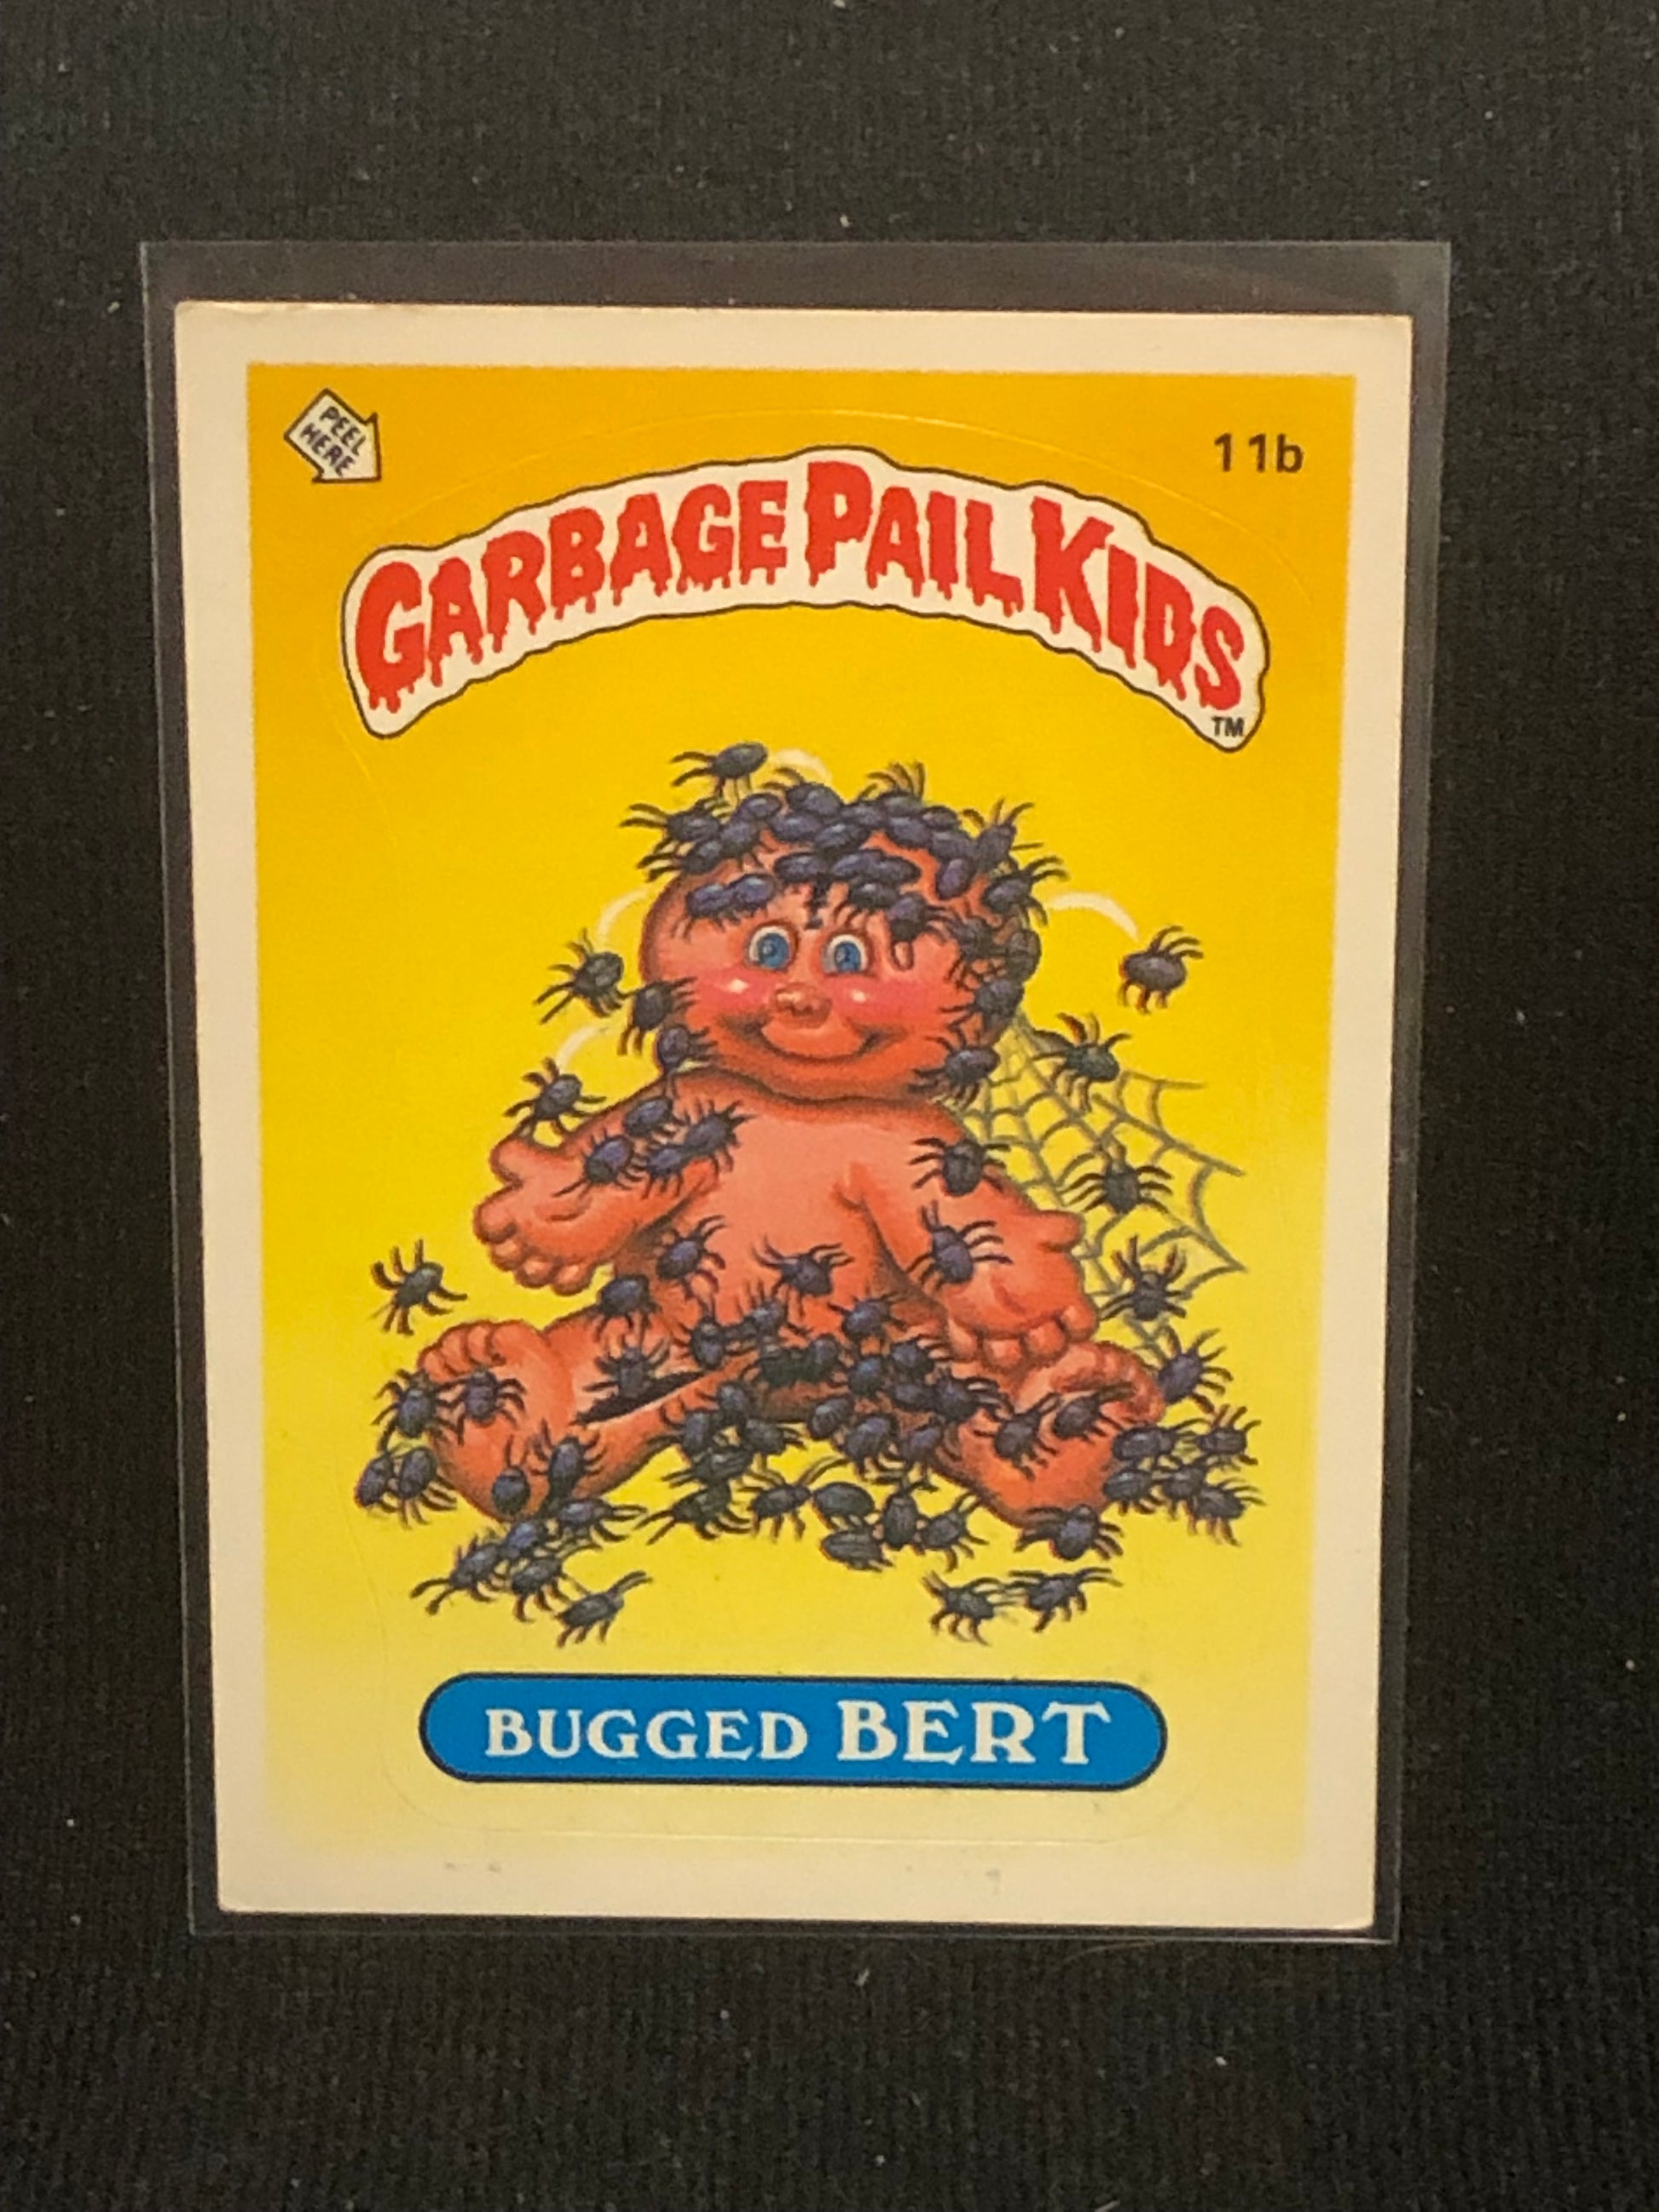 PEEL
HERE
11b
GARBAGE PAIL KIDS
TM
BUGGED BERT